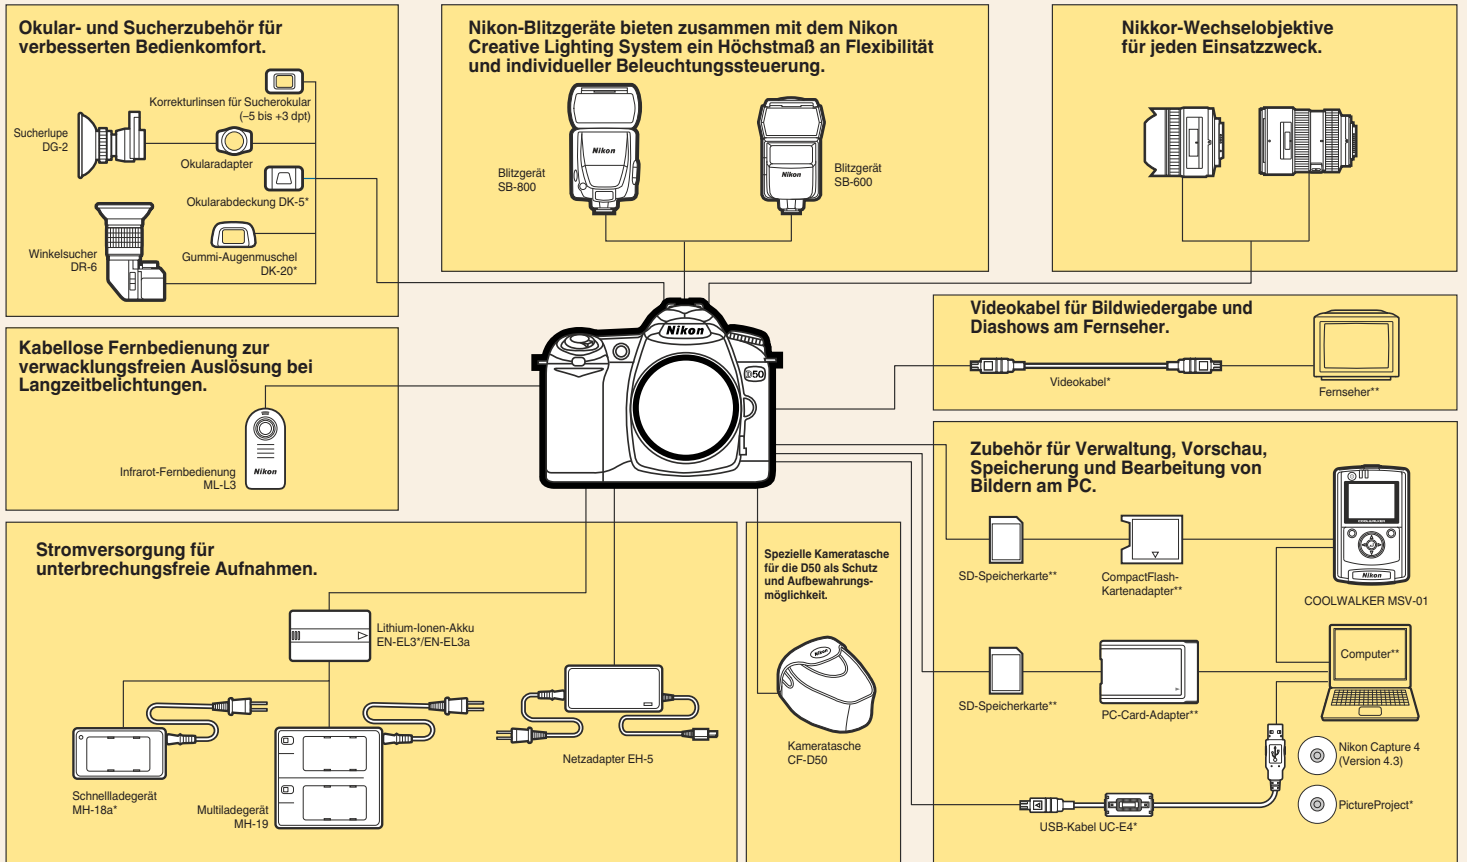 Okular- und Sucherzubehör für
verbesserten Bedienkomfort.
Korrekturlinsen für Sucherokular
(–5 bis +3 dpt)
Sucherlupe
DG-2
Okularadapter
Okularabdeckung DK-5*
Winkelsucher
DR-6
Gummi-Augenmuschel
DK-20*
Nikon-Blitzgeräte bieten zusammen mit dem Nikon
Creative Lighting System ein Höchstmaß an Flexibilität
und individueller Beleuchtungssteuerung.
Nikon
Blitzgerät
SB-800
Nikon
Blitzgerät
SB-600
Nikkor-Wechselobjektive
für jeden Einsatzzweck.
Kabellose Fernbedienung zur
verwacklungsfreien Auslösung bei
Langzeitbelichtungen.
Infrarot-Fernbedienung
ML-L3
Nikon
Nikon
D50
Videokabel für Bildwiedergabe und
Diashows am Fernseher.
Videokabel*
Fernseher**
Stromversorgung für
unterbrechungsfreie Aufnahmen.
Lithium-Ionen-Akku
EN-EL3*/EN-EL3a
Schnellladegerät
MH-18a*
Multiladegerät
MH-19
Netzadapter EH-5
Spezielle Kameratasche
für die D50 als Schutz
und Aufbewahrungs-
möglichkeit.
Nikon
Kameratasche
CF-D50
Zubehör für Verwaltung, Vorschau,
Speicherung und Bearbeitung von
Bildern am PC.
SD-Speicherkarte**
CompactFlash-
Kartenadapter**
COOLWALKER
Nikon
COOLWALKER MSV-01
SD-Speicherkarte**
PC-Card-Adapter**
Computer**
Nikon Capture 4
(Version 4.3)
PictureProject*
USB-Kabel UC-E4*